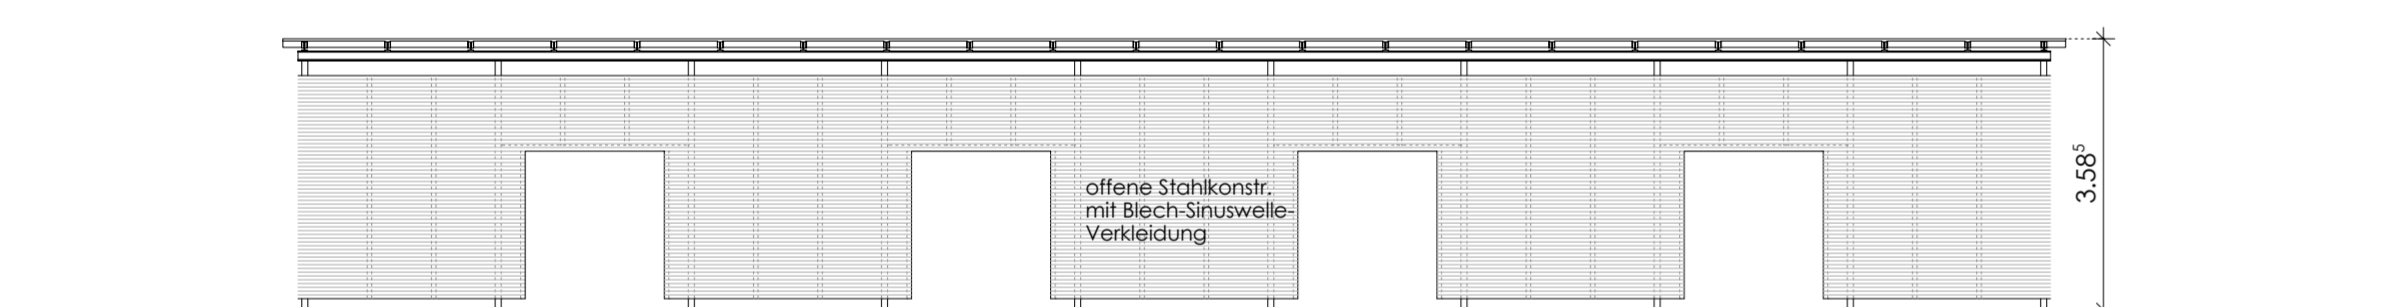 offene Stahlkonstr.
mit Blech-Sinuswelle-
Verkleidung
3.58⁵